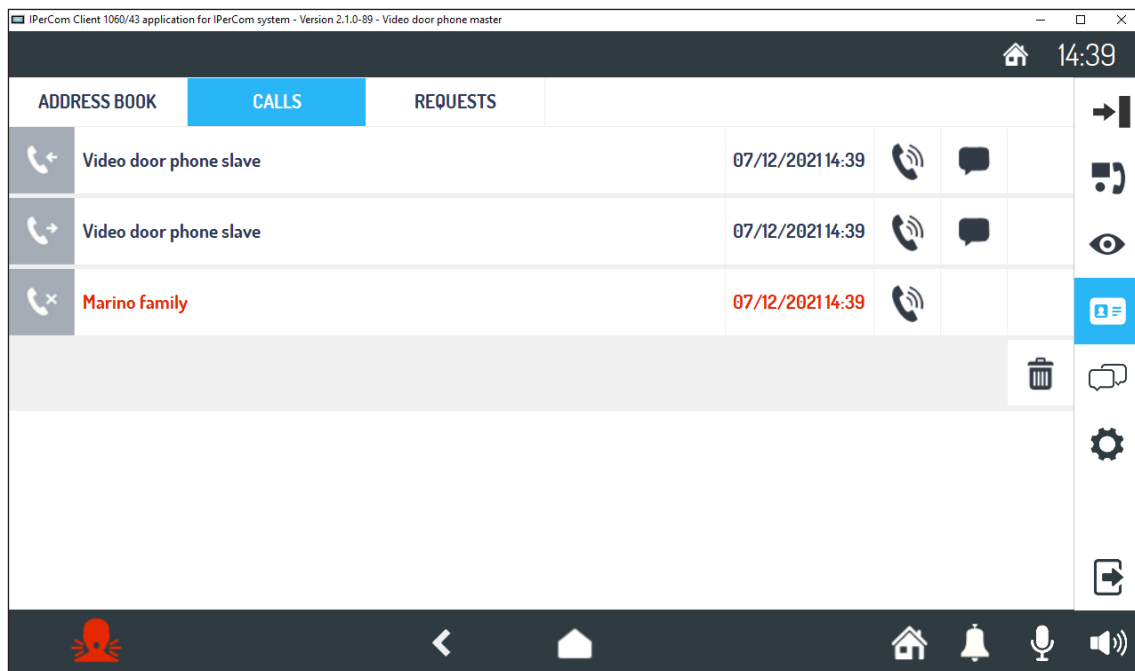 IPerCom Client 1060/43 application for IPerCom system - Version 2.1.0-89 - Video door phone master
14:39
ADDRESS BOOK CALLS REQUESTS
Video door phone slave 07/12/2021 14:39
Video door phone slave 07/12/2021 14:39
Marino family 07/12/2021 14:39